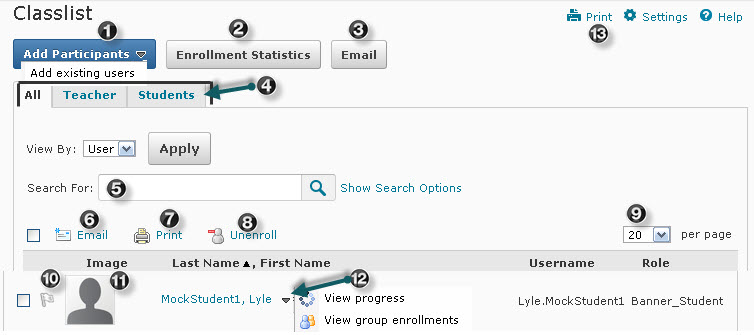 Classlist
1 2 3 Print Settings Help
Add Participants Enrollment Statistics Email 13
Add existing users
4
All Teacher Students
View By: User Apply
Search For: 5 Show Search Options
6 7 8 9
Email Print Unenroll 20 per page
Image Last Name ▲, First Name Username Role
10 11 12
MockStudent1, Lyle View progress Lyle.MockStudent1 Banner_Student
View group enrollments